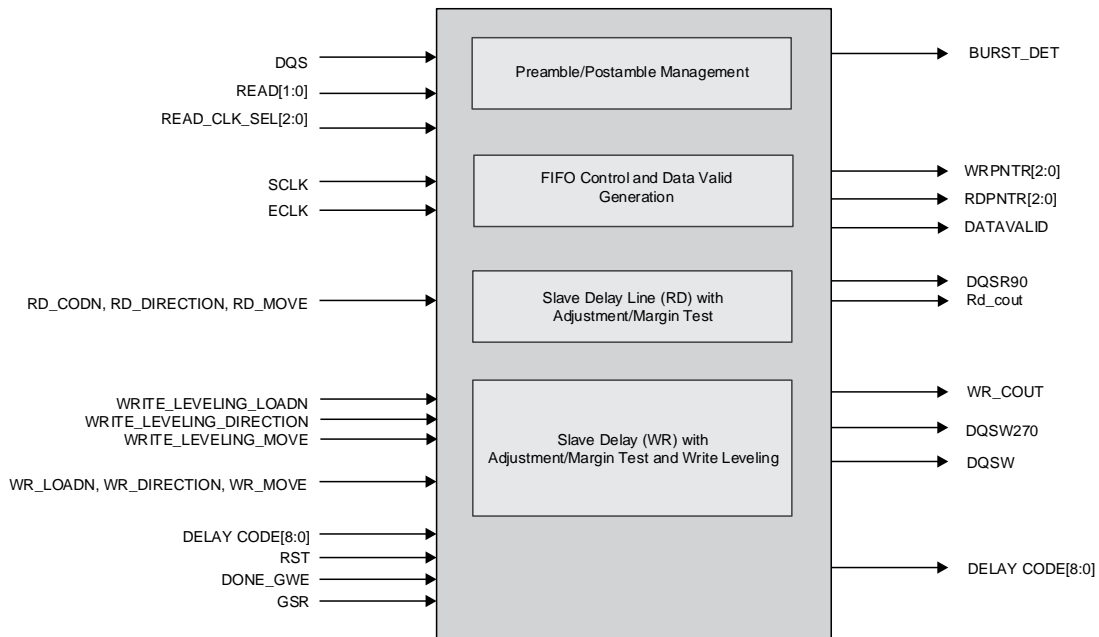 DQS
READ[1:0]
READ_CLK_SEL[2:0]
SCLK
ECLK
RD_CODN, RD_DIRECTION, RD_MOVE
WRITE_LEVELING_LOADN
WRITE_LEVELING_DIRECTION
WRITE_LEVELING_MOVE
WR_LOADN, WR_DIRECTION, WR_MOVE
DELAY CODE[8:0]
RST
DONE_GWE
GSR
Preamble/Postamble Management
FIFO Control and Data Valid
Generation
Slave Delay Line (RD) with
Adjustment/Margin Test
Slave Delay (WR) with
Adjustment/Margin Test and Write Leveling
BURST_DET
WRPNTR[2:0]
RDPNTR[2:0]
DATAVALID
DQSR90
Rd_cout
WR_COUT
DQSW270
DQSW
DELAY CODE[8:0]